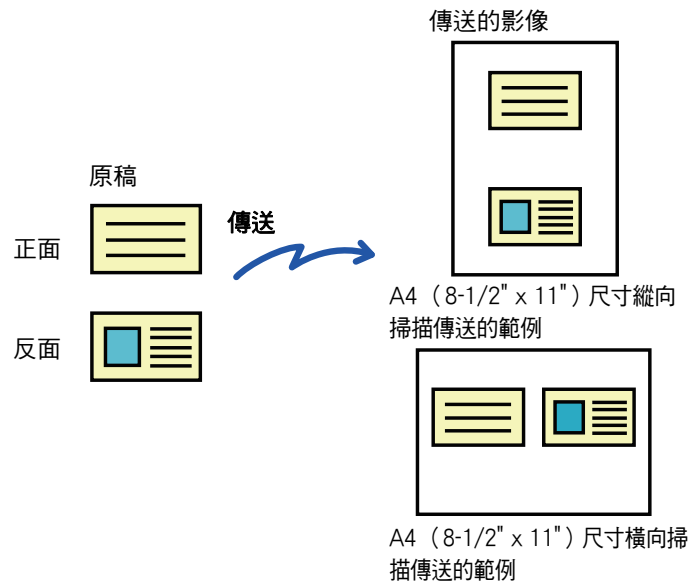 傳送的影像
原稿
正面
傳送
反面
A4（8-1/2" x 11"）尺寸縱向
掃描傳送的範例
A4（8-1/2" x 11"）尺寸橫向掃
描傳送的範例